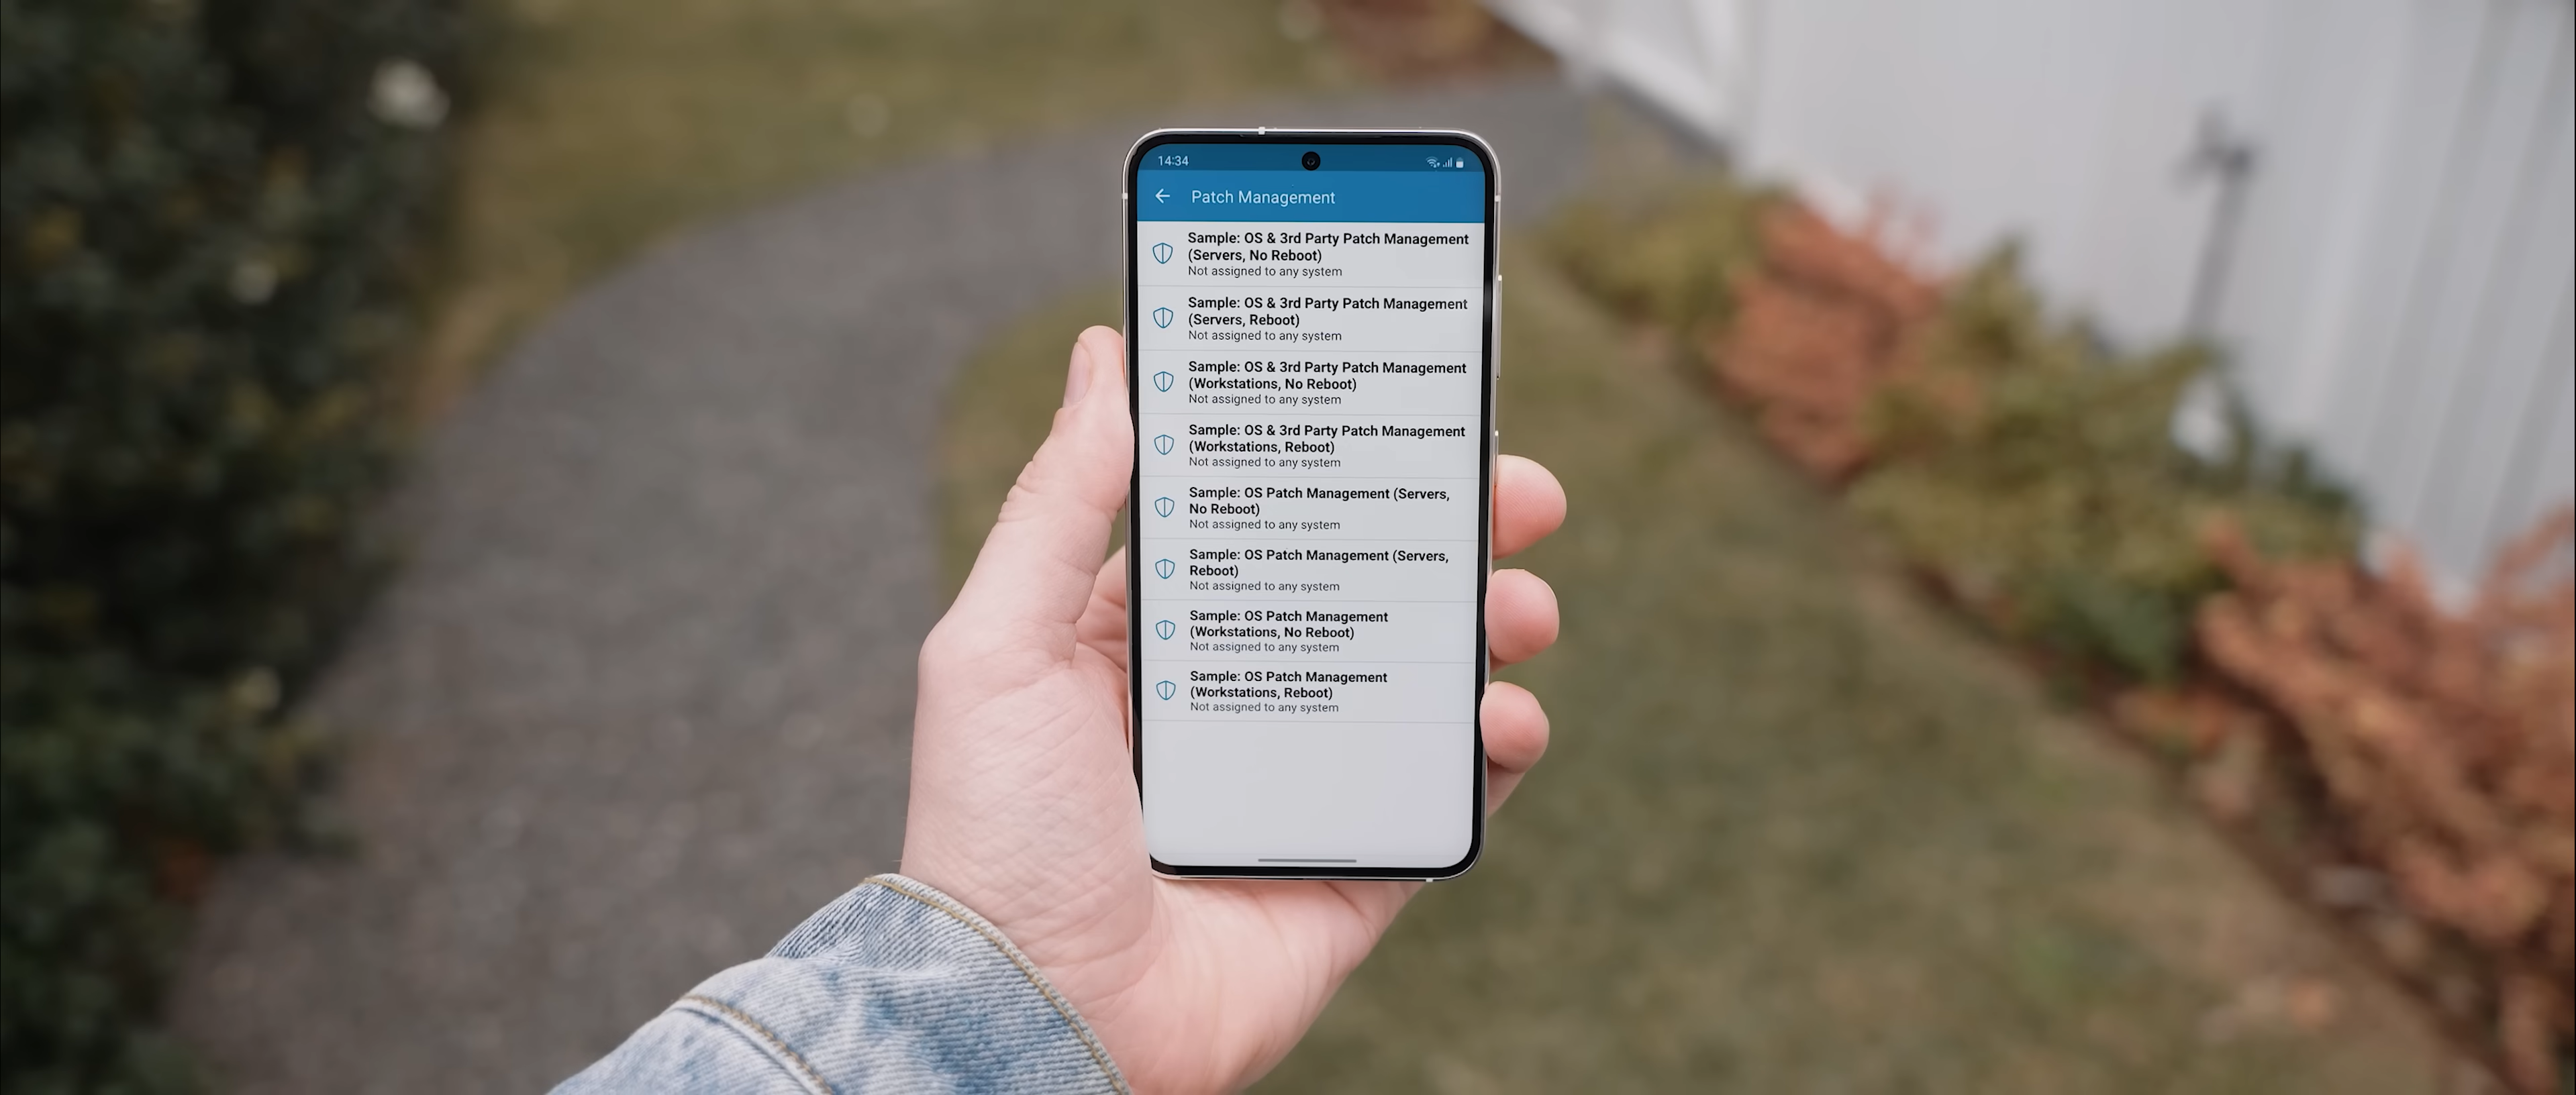 14:34
Patch Management
Sample: OS & 3rd Party Patch Management
(Servers, No Reboot)
Not assigned to any system
Sample: OS & 3rd Party Patch Management
(Servers, Reboot)
Not assigned to any system
Sample: OS & 3rd Party Patch Management
(Workstations, No Reboot)
Not assigned to any system
Sample: OS & 3rd Party Patch Management
(Workstations, Reboot)
Not assigned to any system
Sample: OS Patch Management (Servers,
No Reboot)
Not assigned to any system
Sample: OS Patch Management (Servers,
Reboot)
Not assigned to any system
Sample: OS Patch Management
(Workstations, No Reboot)
Not assigned to any system
Sample: OS Patch Management
(Workstations, Reboot)
Not assigned to any system